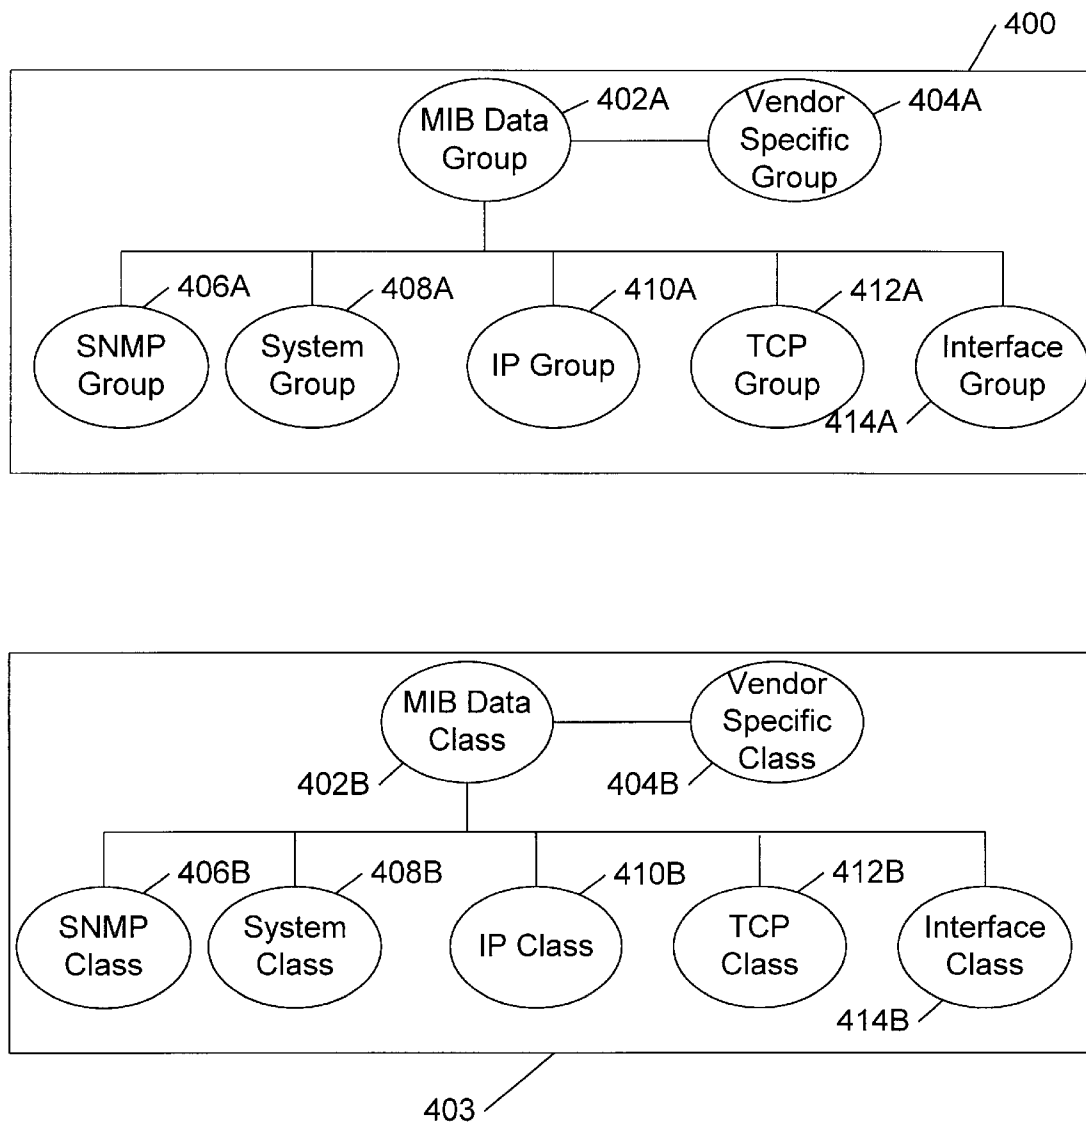 400
MIB Data
Group
402A
Vendor
Specific
Group
404A
406A
408A
410A
412A
SNMP
Group
System
Group
IP Group
TCP
Group
Interface
Group
414A
MIB Data
Class
402B
Vendor
Specific
Class
404B
406B
408B
410B
412B
SNMP
Class
System
Class
IP Class
TCP
Class
Interface
Class
414B
403